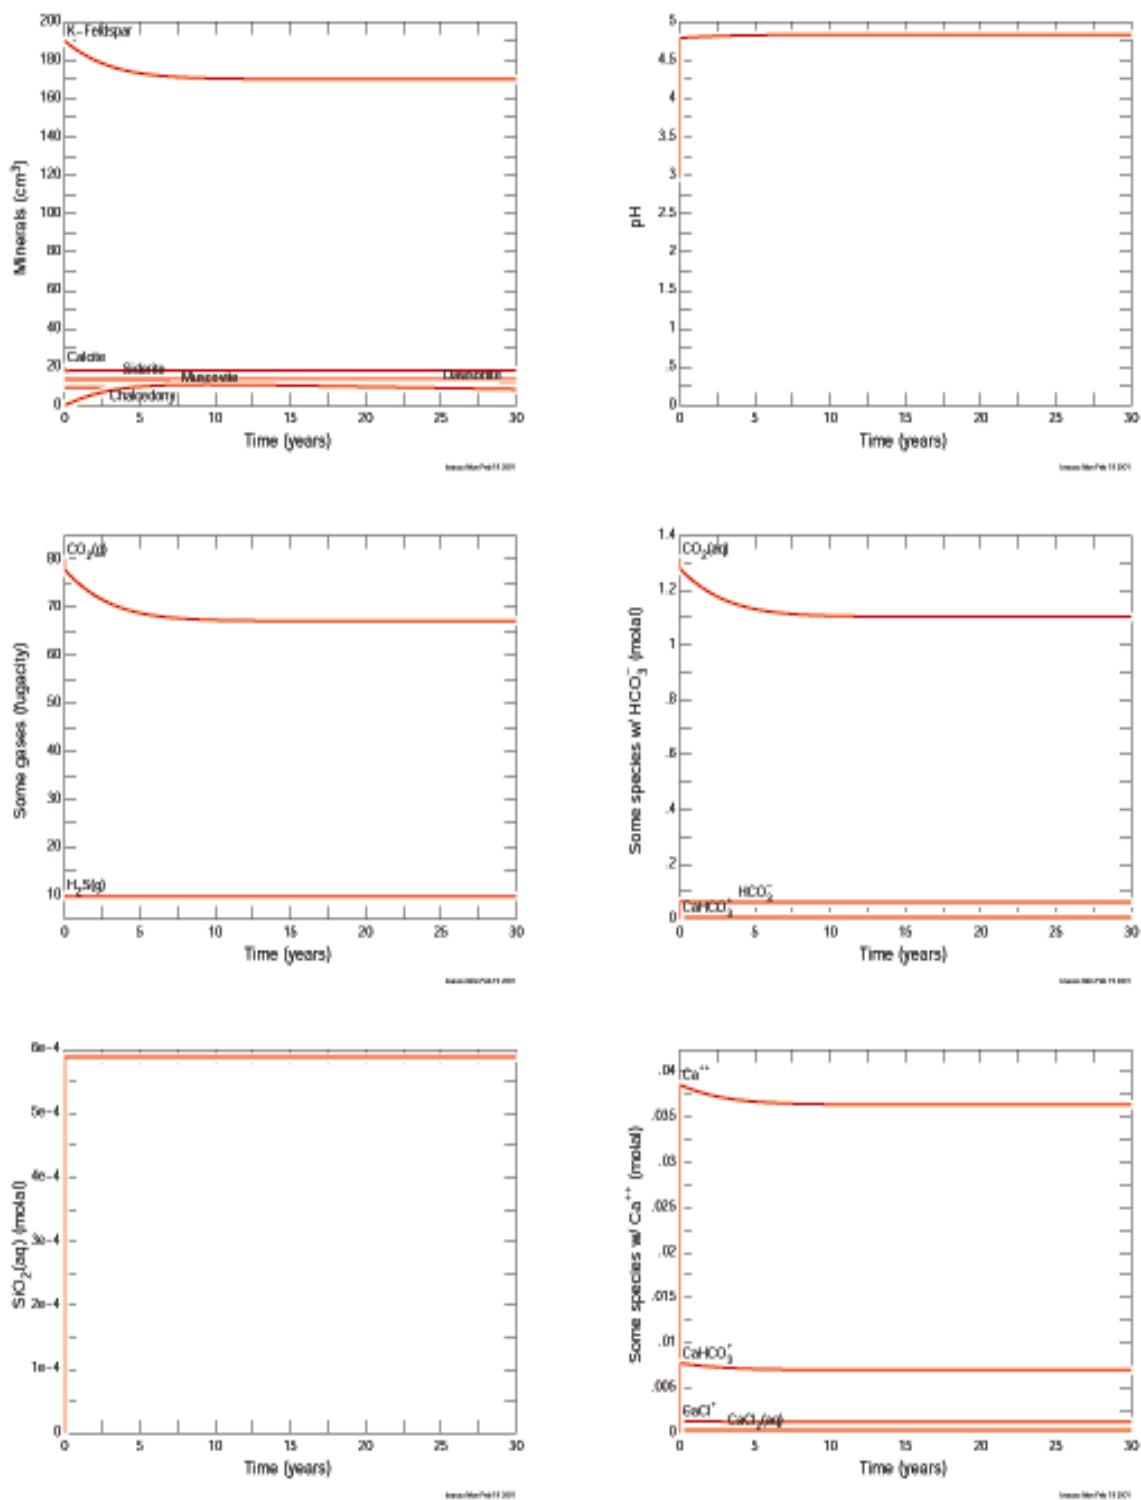 200
180
160
140
120
100
80
60
40
20
0
Minerals (cm³)
K-Feldspar
Calcite
Siderite
Muscovite
Dawsonite
Chalcedony
0 5 10 15 20 25 30
Time (years)
5
4.5
4
3.5
3
2.5
2
1.5
1
.5
0
pH
0 5 10 15 20 25 30
Time (years)
80
70
60
50
40
30
20
10
Some gases (fugacity)
CO₂(g)
H₂S(g)
0 5 10 15 20 25 30
Time (years)
1.4
1.2
1
.8
.6
.4
.2
0
Some species w/ HCO₃⁻ (molal)
CO₂(aq)
HCO₃⁻
CaHCO₃⁺
0 5 10 15 20 25 30
Time (years)
6e-4
5e-4
4e-4
3e-4
2e-4
1e-4
0
SiO₂(aq) (molal)
0 5 10 15 20 25 30
Time (years)
.04
.035
.03
.025
.02
.015
.01
.005
0
Some species w/ Ca⁺⁺ (molal)
Ca⁺⁺
CaHCO₃⁺
CaCl⁺
CaCl₂(aq)
0 5 10 15 20 25 30
Time (years)